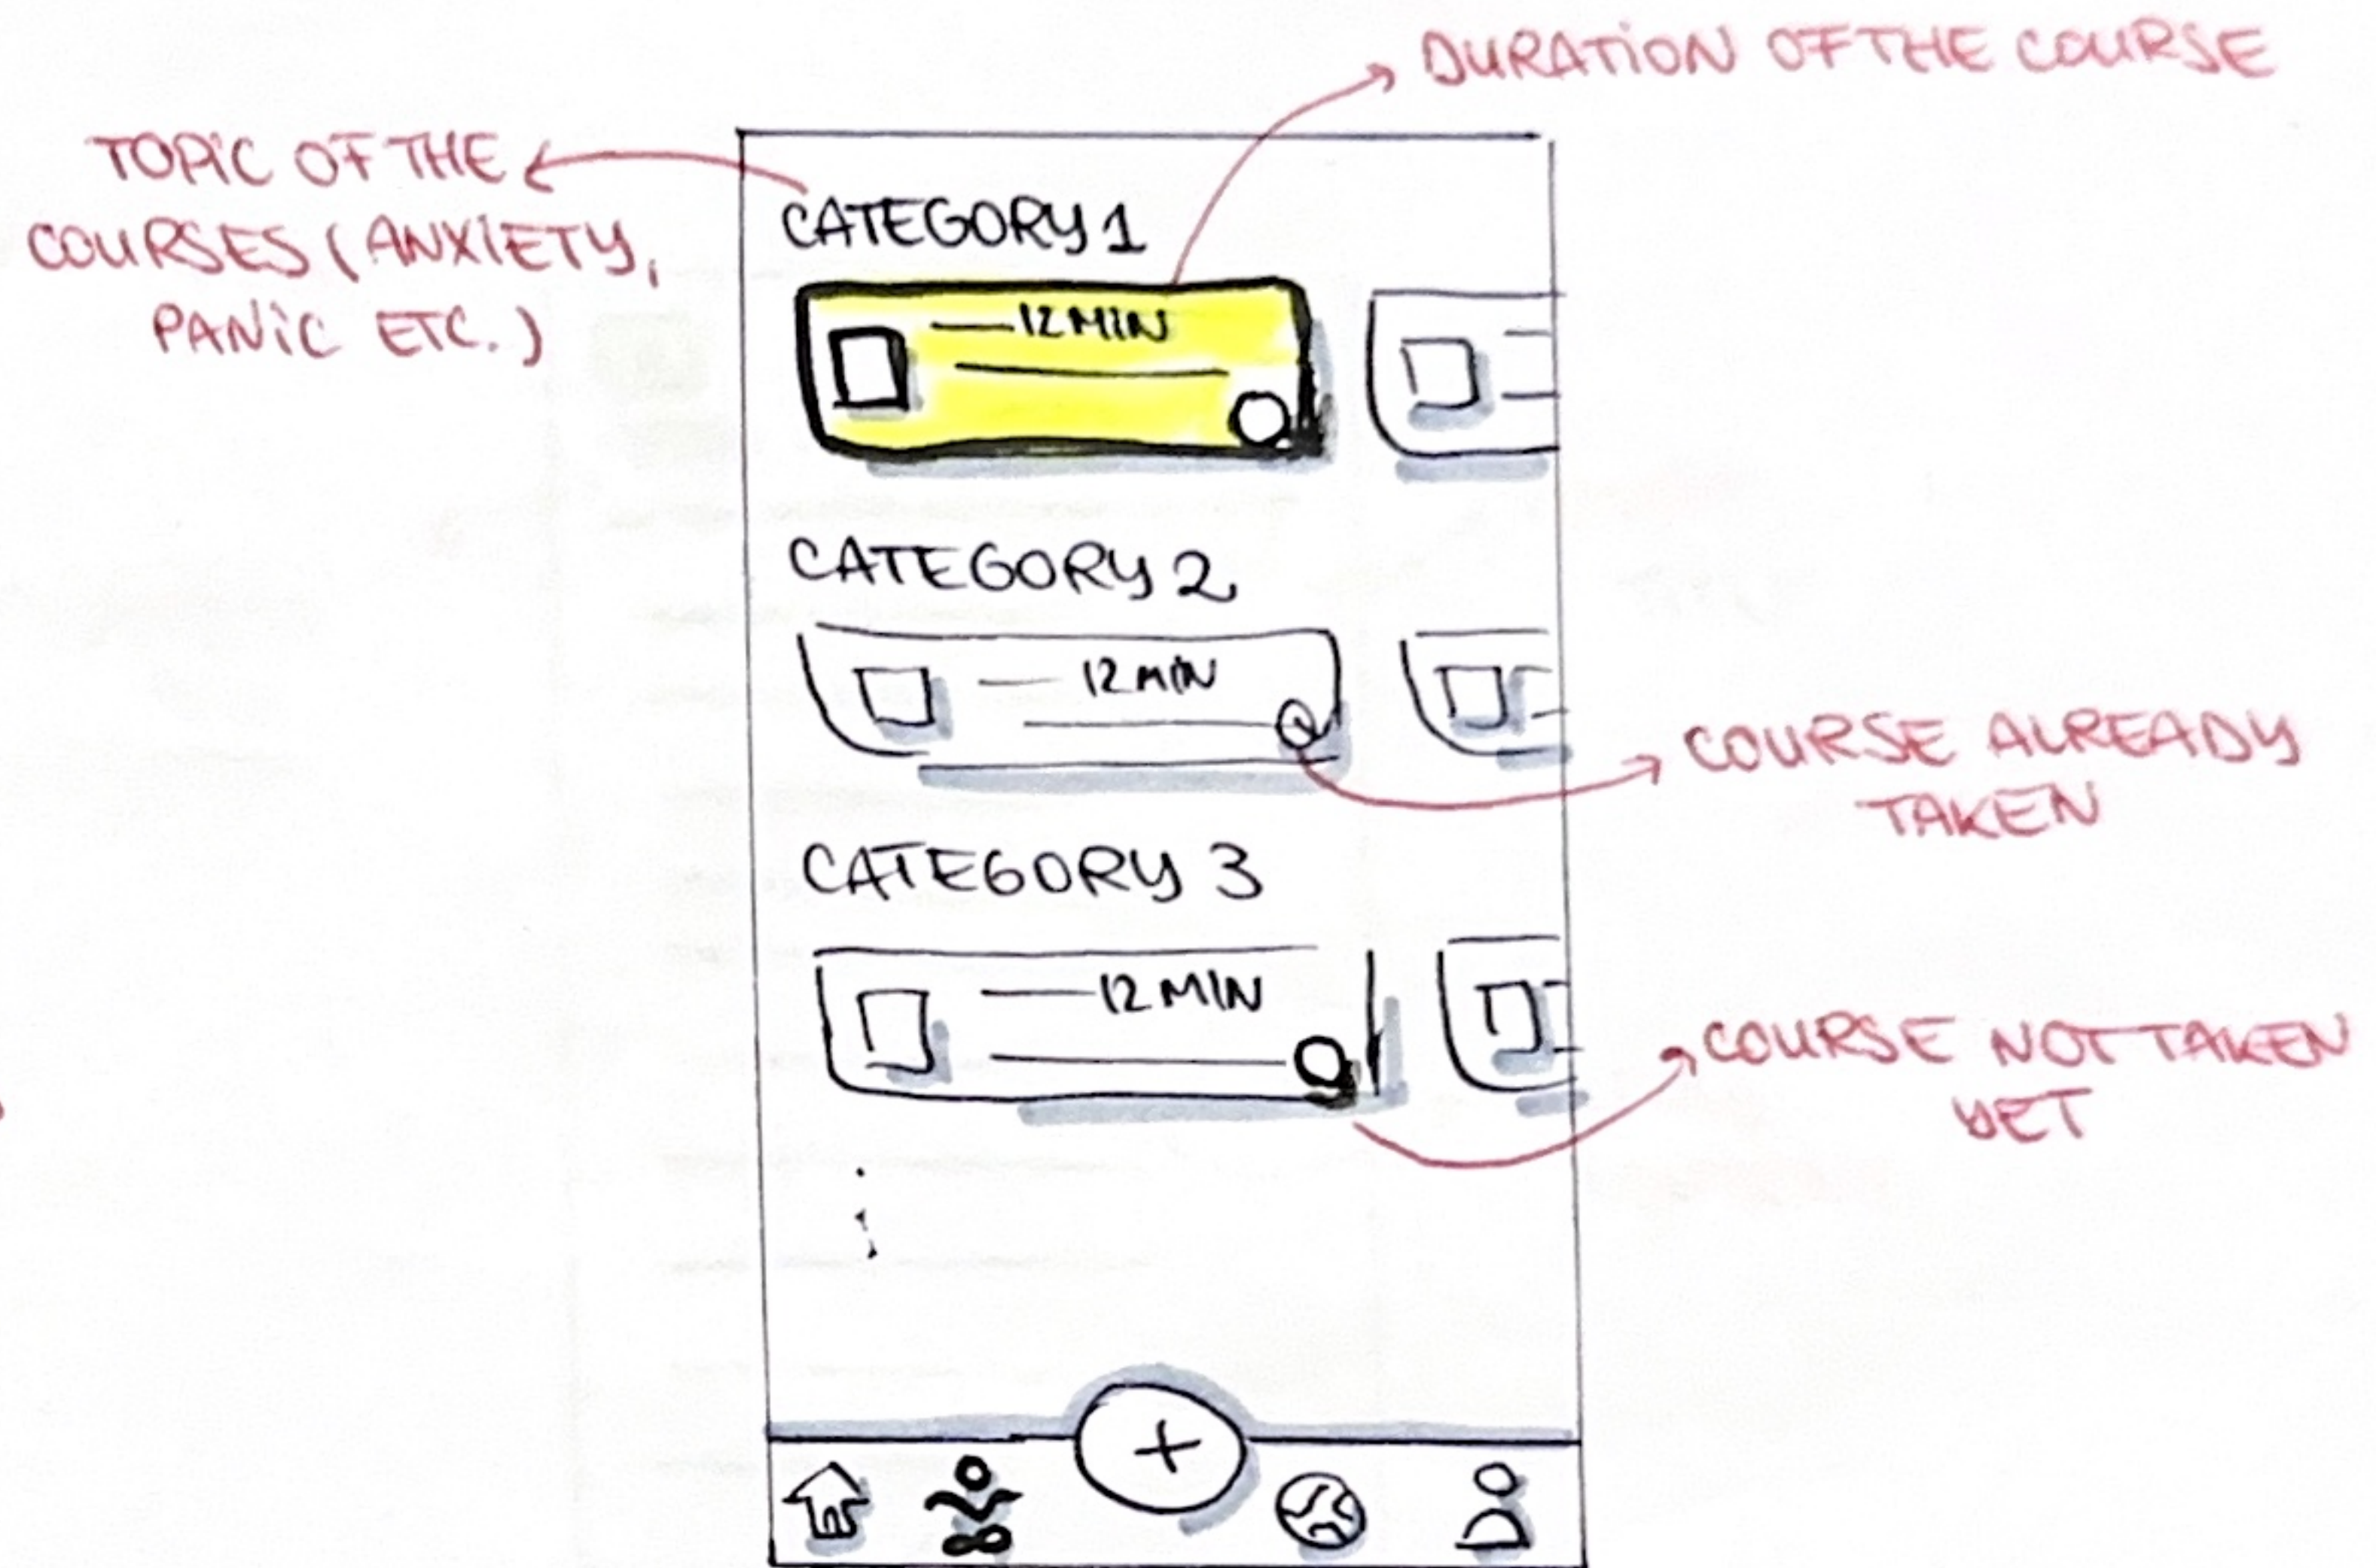 DURATION OF THE COURSE
TOPIC OF THE
COURSES (ANXIETY,
PANIC ETC.)
CATEGORY 1
12 MIN
CATEGORY 2
12 MIN
COURSE ALREADY
TAKEN
CATEGORY 3
12 MIN
COURSE NOT TAKEN
YET
+